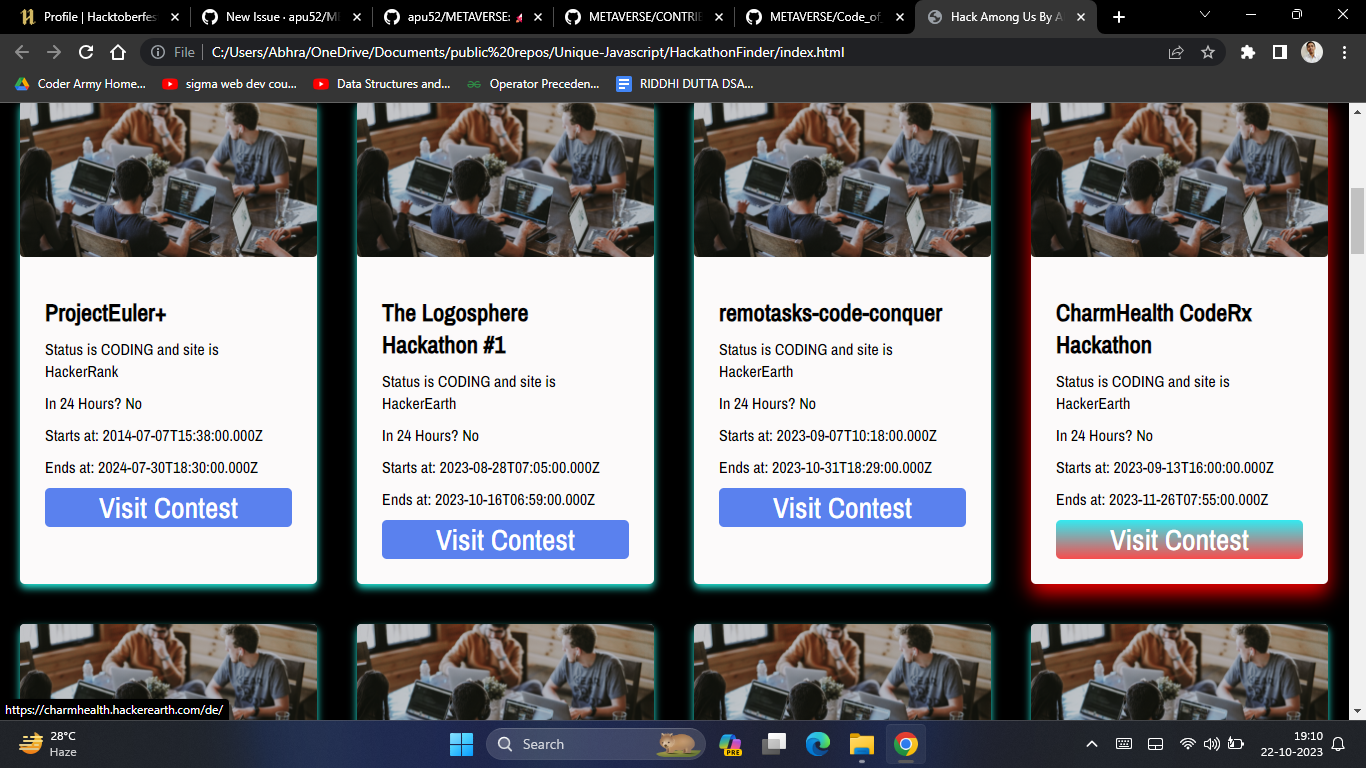 Profile | Hacktoberfes
New Issue · apu52/ME
apu52/METAVERSE:
METAVERSE/CONTRIE
METAVERSE/Code_of
Hack Among Us By A
File
C:/Users/Abhra/OneDrive/Documents/public%20repos/Unique-Javascript/HackathonFinder/index.html
Coder Army Home...
sigma web dev cou...
Data Structures and...
Operator Preceden...
RIDDHI DUTTA DSA...
ProjectEuler+
Status is CODING and site is
HackerRank
In 24 Hours? No
Starts at: 2014-07-07T15:38:00.000Z
Ends at: 2024-07-30T18:30:00.000Z
Visit Contest
The Logosphere
Hackathon #1
Status is CODING and site is
HackerEarth
In 24 Hours? No
Starts at: 2023-08-28T07:05:00.000Z
Ends at: 2023-10-16T06:59:00.000Z
Visit Contest
remotasks-code-conquer
Status is CODING and site is
HackerEarth
In 24 Hours? No
Starts at: 2023-09-07T10:18:00.000Z
Ends at: 2023-10-31T18:29:00.000Z
Visit Contest
CharmHealth CodeRx
Hackathon
Status is CODING and site is
HackerEarth
In 24 Hours? No
Starts at: 2023-09-13T16:00:00.000Z
Ends at: 2023-11-26T07:55:00.000Z
Visit Contest
https://charmhealth.hackerearth.com/de/
28°C
Haze
Search
PRE
19:10
22-10-2023